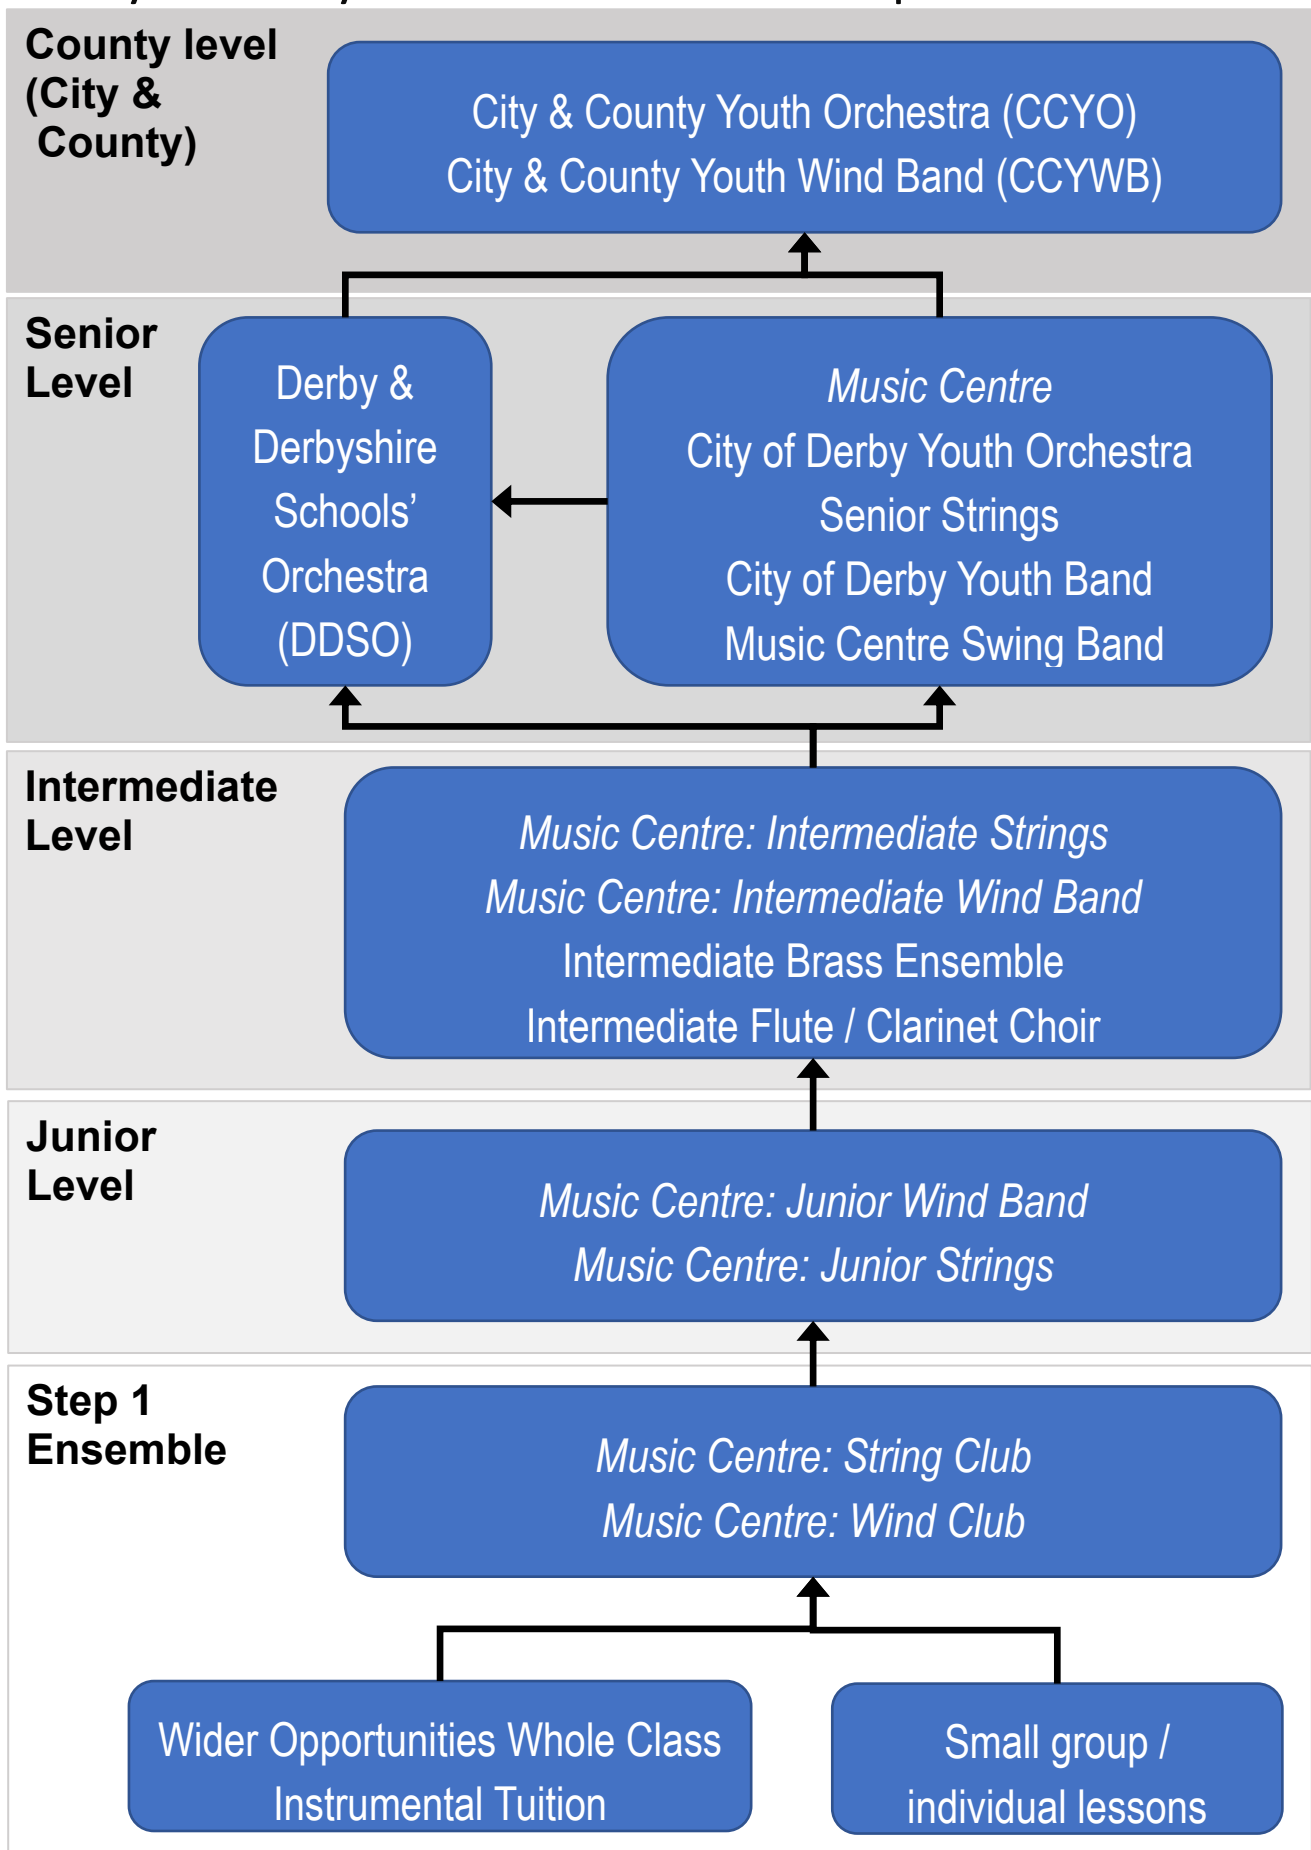 County level
(City &
County)
City & County Youth Orchestra (CCYO)
City & County Youth Wind Band (CCYWB)
Senior
Level
Derby &
Derbyshire
Schools’
Orchestra
(DDSO)
Music Centre
City of Derby Youth Orchestra
Senior Strings
City of Derby Youth Band
Music Centre Swing Band
Intermediate
Level
Music Centre: Intermediate Strings
Music Centre: Intermediate Wind Band
Intermediate Brass Ensemble
Intermediate Flute / Clarinet Choir
Junior
Level
Music Centre: Junior Wind Band
Music Centre: Junior Strings
Step 1
Ensemble
Music Centre: String Club
Music Centre: Wind Club
Wider Opportunities Whole Class
Instrumental Tuition
Small group /
individual lessons